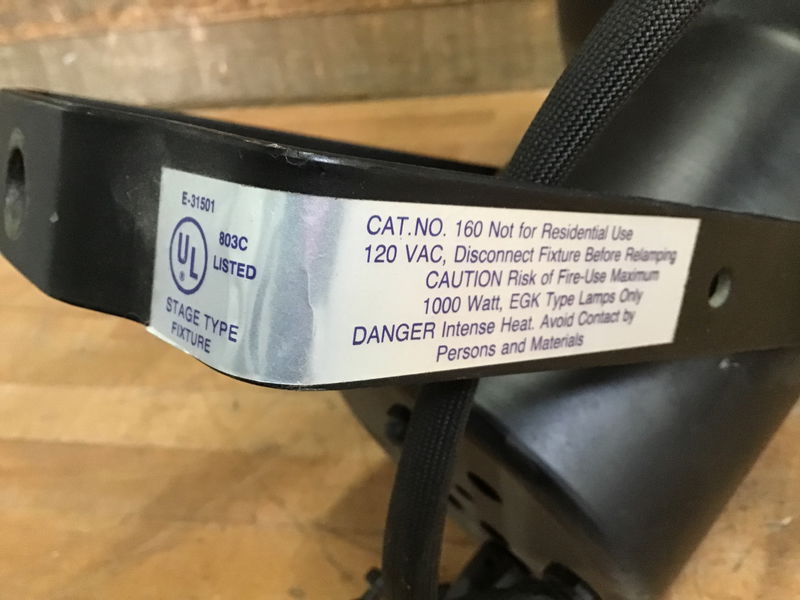 E-31501
UL
®
803C
LISTED
STAGE TYPE
FIXTURE
CAT.NO. 160 Not for Residential Use
120 VAC, Disconnect Fixture Before Relamping
CAUTION Risk of Fire-Use Maximum
1000 Watt, EGK Type Lamps Only
DANGER Intense Heat. Avoid Contact by
Persons and Materials